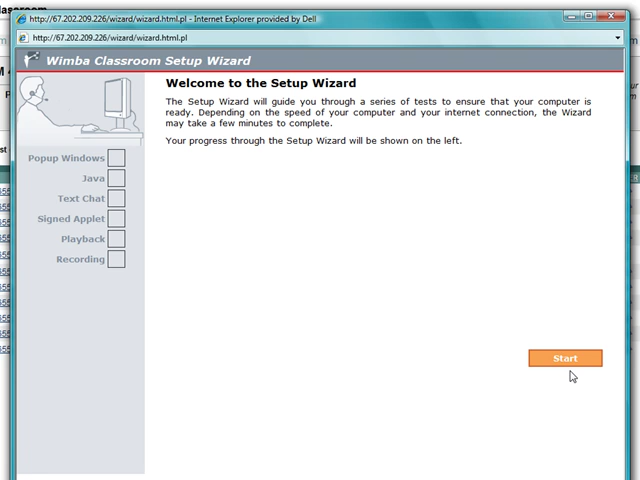 http://67.202.209.226/wizard/wizard.html.pl - Internet Explorer provided by Dell
http://67.202.209.226/wizard/wizard.html.pl
Wimba Classroom Setup Wizard
Welcome to the Setup Wizard
The Setup Wizard will guide you through a series of tests to ensure that your computer is
ready. Depending on the speed of your computer and your internet connection, the Wizard
may take a few minutes to complete.
Your progress through the Setup Wizard will be shown on the left.
Popup Windows
Java
Text Chat
Signed Applet
Playback
Recording
Start